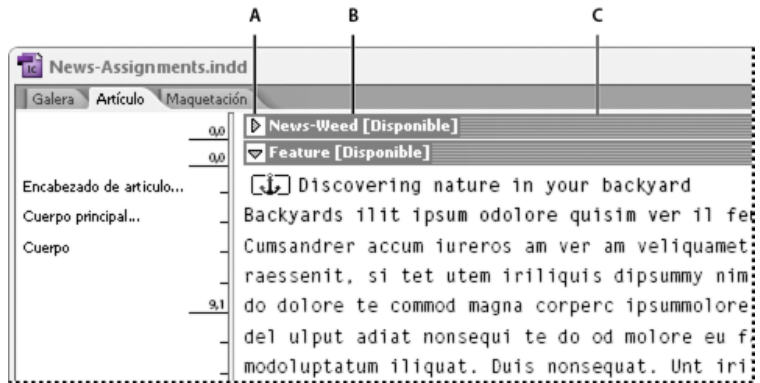 A B C
IC News-Assignments.indd
Galera Artículo Maquetación
0,0 News-Weed [Disponible]
0,0 Feature [Disponible]
Encabezado de artículo... Discovering nature in your backyard
Cuerpo principal... Backyards ilit ipsum odolore quisim ver il
Cuerpo Cumsandrer accum iureros am ver am veliquamet
raessenit, si tet utem iriliquis dipsummy nim
9,1 do dolore te commod magna corperc ipsummolore
del ulput adiat nonsequi te do od molore eu
modoluptatum iliquat. Duis nonsequat. Unt iri